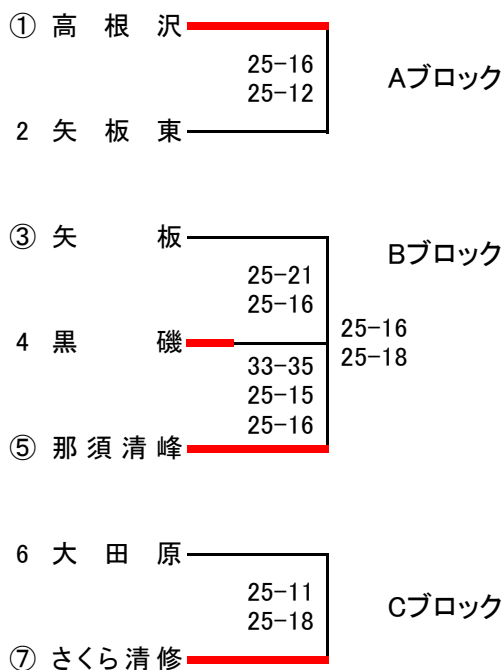 ① 高根沢
25-16
25-12
Aブロック
2 矢板東
③ 矢板
Bブロック
25-21
25-16
4 黒磯
25-16
25-18
33-35
25-15
25-16
⑤ 那須清峰
6 大田原
25-11
25-18
Cブロック
⑦ さくら清修